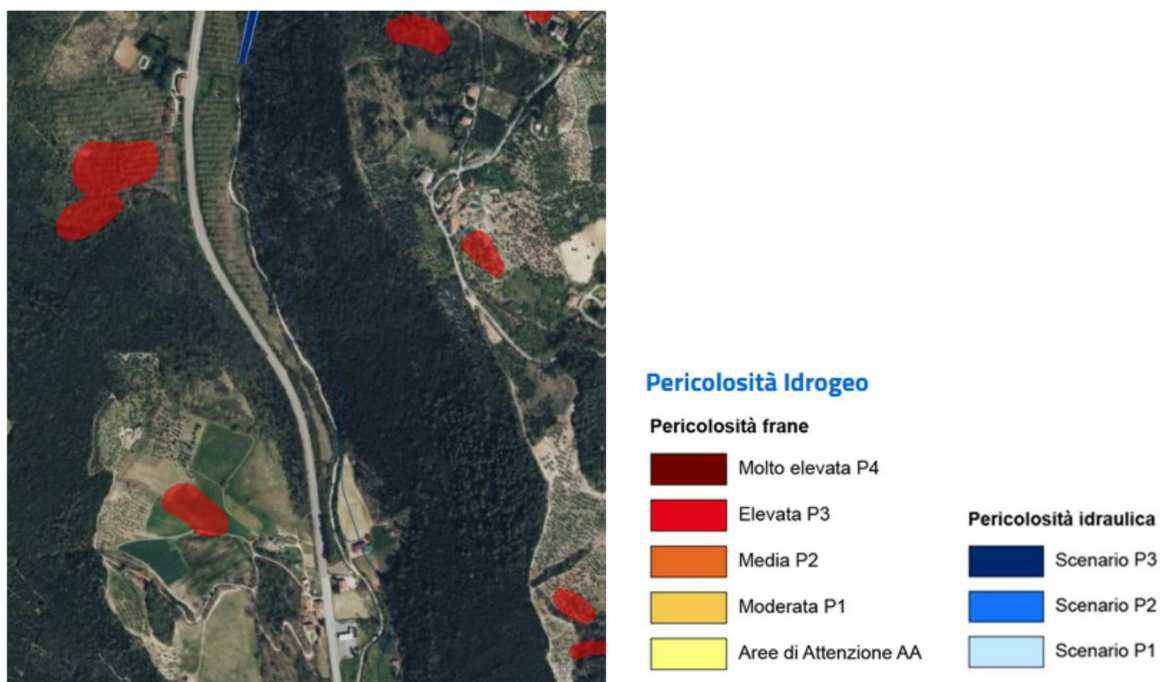 Pericolosità Idrogeo
Pericolosità frane
Molto elevata P4
Elevata P3
Media P2
Moderata P1
Aree di Attenzione AA
Pericolosità idraulica
Scenario P3
Scenario P2
Scenario P1